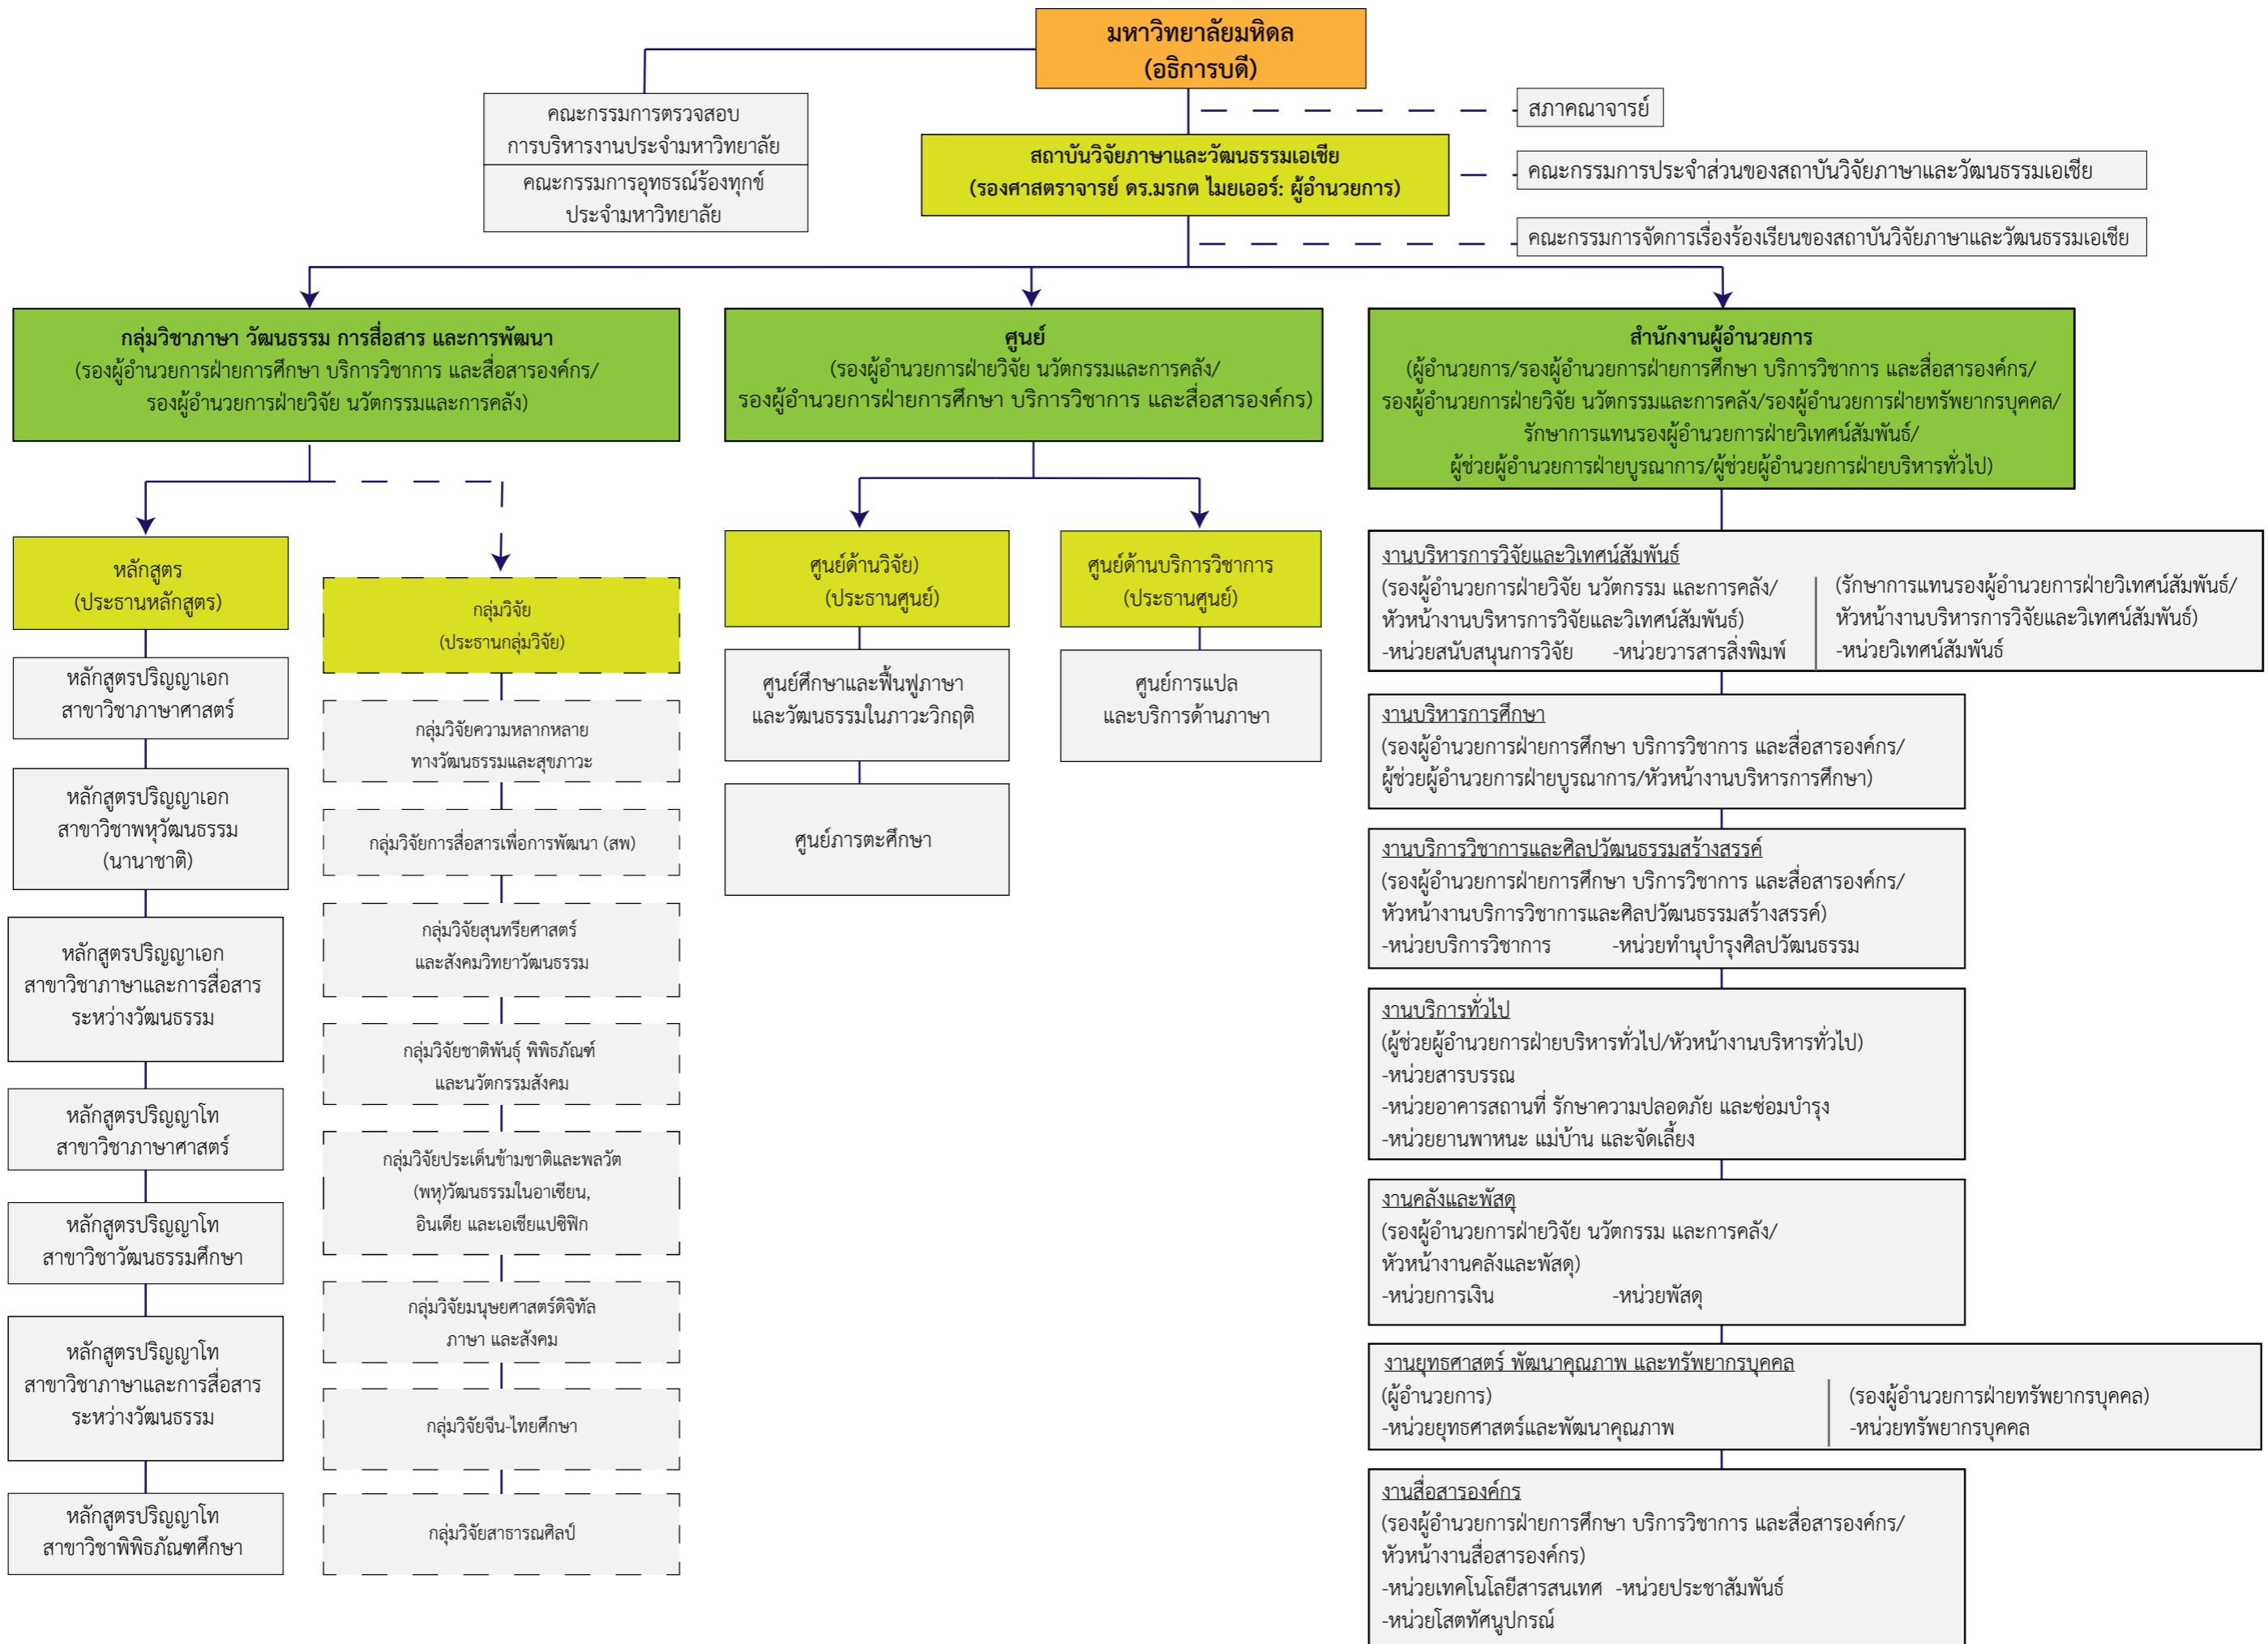 มหาวิทยาลัยมหิดล
(อธิการบดี)
คณะกรรมการตรวจสอบ
การบริหารงานประจำมหาวิทยาลัย
คณะกรรมการอุทธรณ์ร้องทุกข์
ประจำมหาวิทยาลัย
สภาคณาจารย์
สถาบันวิจัยภาษาและวัฒนธรรมเอเชีย
(รองศาสตราจารย์ ดร.มรกต ไมยเออร์: ผู้อำนวยการ)
คณะกรรมการประจำส่วนของสถาบันวิจัยภาษาและวัฒนธรรมเอเชีย
คณะกรรมการจัดการเรื่องร้องเรียนของสถาบันวิจัยภาษาและวัฒนธรรมเอเชีย
กลุ่มวิชาภาษา วัฒนธรรม การสื่อสาร และการพัฒนา
(รองผู้อำนวยการฝ่ายการศึกษา บริการวิชาการ และสื่อสารองค์กร/
รองผู้อำนวยการฝ่ายวิจัย นวัตกรรมและการคลัง)
หลักสูตร
(ประธานหลักสูตร)
หลักสูตรปริญญาเอก
สาขาวิชาภาษาศาสตร์
หลักสูตรปริญญาเอก
สาขาวิชาพหุวัฒนธรรม
(นานาชาติ)
หลักสูตรปริญญาเอก
สาขาวิชาภาษาและการสื่อสาร
ระหว่างวัฒนธรรม
หลักสูตรปริญญาโท
สาขาวิชาภาษาศาสตร์
หลักสูตรปริญญาโท
สาขาวิชาวัฒนธรรมศึกษา
หลักสูตรปริญญาโท
สาขาวิชาภาษาและการสื่อสาร
ระหว่างวัฒนธรรม
หลักสูตรปริญญาโท
สาขาวิชาพิพิธภัณฑศึกษา
กลุ่มวิจัย
(ประธานกลุ่มวิจัย)
กลุ่มวิจัยความหลากหลาย
ทางวัฒนธรรมและสุขภาวะ
กลุ่มวิจัยการสื่อสารเพื่อการพัฒนา (สพ)
กลุ่มวิจัยสุนทรียศาสตร์
และสังคมวิทยาวัฒนธรรม
กลุ่มวิจัยชาติพันธุ์ พิพิธภัณฑ์
และนวัตกรรมสังคม
กลุ่มวิจัยประเด็นข้ามชาติและพลวัต
(พหุ)วัฒนธรรมในอาเซียน,
อินเดีย และเอเชียแปซิฟิก
กลุ่มวิจัยมนุษยศาสตร์ดิจิทัล
ภาษา และสังคม
กลุ่มวิจัยจีน-ไทยศึกษา
กลุ่มวิจัยสาธารณศิลป์
ศูนย์
(รองผู้อำนวยการฝ่ายวิจัย นวัตกรรมและการคลัง/
รองผู้อำนวยการฝ่ายการศึกษา บริการวิชาการ และสื่อสารองค์กร)
ศูนย์ด้านวิจัย)
(ประธานศูนย์)
ศูนย์ศึกษาและฟื้นฟูภาษา
และวัฒนธรรมในภาวะวิกฤติ
ศูนย์ภารตะศึกษา
ศูนย์ด้านบริการวิชาการ
(ประธานศูนย์)
ศูนย์การแปล
และบริการด้านภาษา
สำนักงานผู้อำนวยการ
(ผู้อำนวยการ/รองผู้อำนวยการฝ่ายการศึกษา บริการวิชาการ และสื่อสารองค์กร/
รองผู้อำนวยการฝ่ายวิจัย นวัตกรรมและการคลัง/รองผู้อำนวยการฝ่ายทรัพยากรบุคคล/
รักษาการแทนรองผู้อำนวยการฝ่ายวิเทศน์สัมพันธ์/
ผู้ช่วยผู้อำนวยการฝ่ายบูรณาการ/ผู้ช่วยผู้อำนวยการฝ่ายบริหารทั่วไป)
งานบริหารการวิจัยและวิเทศน์สัมพันธ์
(รองผู้อำนวยการฝ่ายวิจัย นวัตกรรม และการคลัง/
หัวหน้างานบริหารการวิจัยและวิเทศน์สัมพันธ์)
-หน่วยสนับสนุนการวิจัย -หน่วยวารสารสิ่งพิมพ์
(รักษาการแทนรองผู้อำนวยการฝ่ายวิเทศน์สัมพันธ์/
หัวหน้างานบริหารการวิจัยและวิเทศน์สัมพันธ์)
-หน่วยวิเทศน์สัมพันธ์
งานบริหารการศึกษา
(รองผู้อำนวยการฝ่ายการศึกษา บริการวิชาการ และสื่อสารองค์กร/
ผู้ช่วยผู้อำนวยการฝ่ายบูรณาการ/หัวหน้างานบริหารการศึกษา)
งานบริการวิชาการและศิลปวัฒนธรรมสร้างสรรค์
(รองผู้อำนวยการฝ่ายการศึกษา บริการวิชาการ และสื่อสารองค์กร/
หัวหน้างานบริการวิชาการและศิลปวัฒนธรรมสร้างสรรค์)
-หน่วยบริการวิชาการ -หน่วยทำนุบำรุงศิลปวัฒนธรรม
งานบริการทั่วไป
(ผู้ช่วยผู้อำนวยการฝ่ายบริหารทั่วไป/หัวหน้างานบริหารทั่วไป)
-หน่วยสารบรรณ
-หน่วยอาคารสถานที่ รักษาความปลอดภัย และซ่อมบำรุง
-หน่วยยานพาหนะ แม่บ้าน และจัดเลี้ยง
งานคลังและพัสดุ
(รองผู้อำนวยการฝ่ายวิจัย นวัตกรรม และการคลัง/
หัวหน้างานคลังและพัสดุ)
-หน่วยการเงิน -หน่วยพัสดุ
งานยุทธศาสตร์ พัฒนาคุณภาพ และทรัพยากรบุคคล
(ผู้อำนวยการ)
-หน่วยยุทธศาสตร์และพัฒนาคุณภาพ
(รองผู้อำนวยการฝ่ายทรัพยากรบุคคล)
-หน่วยทรัพยากรบุคคล
งานสื่อสารองค์กร
(รองผู้อำนวยการฝ่ายการศึกษา บริการวิชาการ และสื่อสารองค์กร/
หัวหน้างานสื่อสารองค์กร)
-หน่วยเทคโนโลยีสารสนเทศ -หน่วยประชาสัมพันธ์
-หน่วยโสตทัศนูปกรณ์